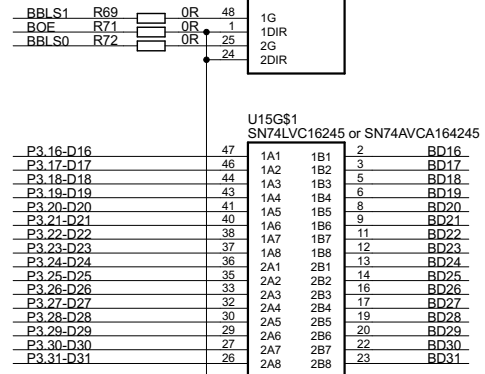 BBLS1 R69 0R 48 1G
BOE R71 0R 1 1DIR
BBLS0 R72 0R 25 2G
24 2DIR
U15G$1
SN74LVC16245 or SN74AVCA164245
P3.16-D16 47 1A1 1B1 2 BD16
P3.17-D17 46 1A2 1B2 3 BD17
P3.18-D18 44 1A3 1B3 5 BD18
P3.19-D19 43 1A4 1B4 6 BD19
P3.20-D20 41 1A5 1B5 8 BD20
P3.21-D21 40 1A6 1B6 9 BD21
P3.22-D22 38 1A7 1B7 11 BD22
P3.23-D23 37 1A8 1B8 12 BD23
P3.24-D24 36 2A1 2B1 13 BD24
P3.25-D25 35 2A2 2B2 14 BD25
P3.26-D26 33 2A3 2B3 16 BD26
P3.27-D27 32 2A4 2B4 17 BD27
P3.28-D28 30 2A5 2B5 19 BD28
P3.29-D29 29 2A6 2B6 20 BD29
P3.30-D30 27 2A7 2B7 22 BD30
P3.31-D31 26 2A8 2B8 23 BD31